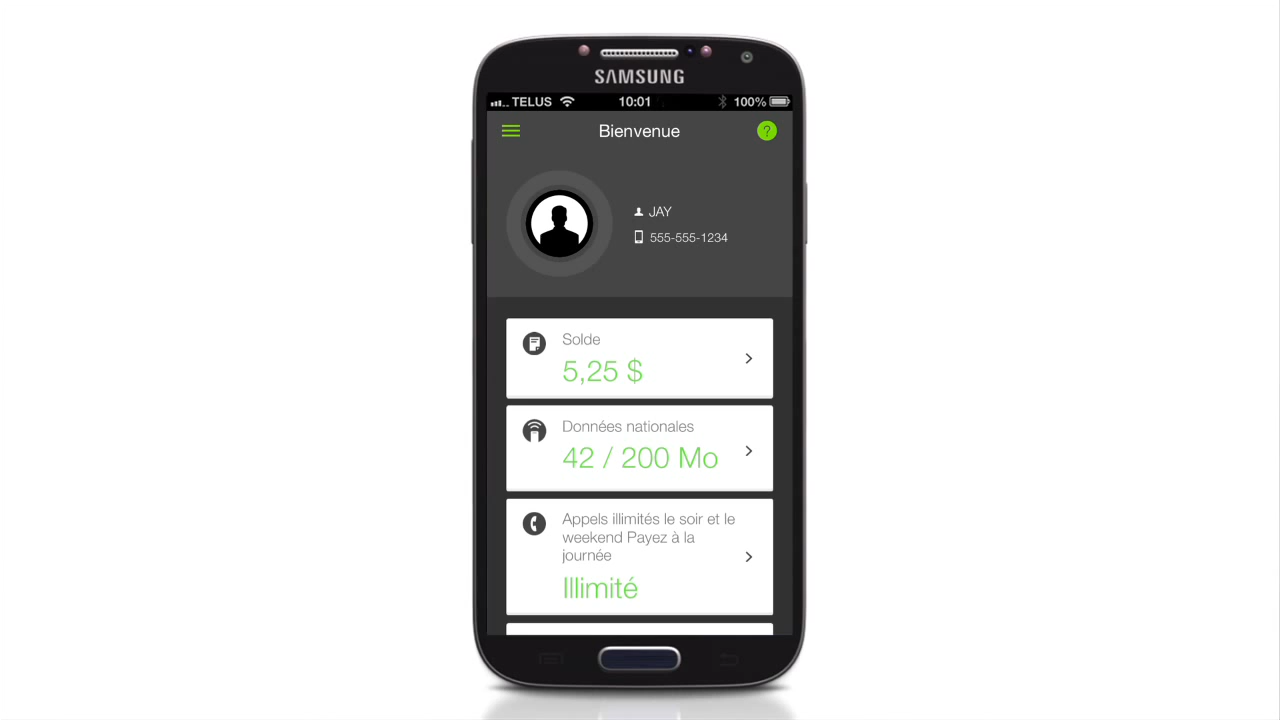 SAMSUNG
TELUS 10:01 100%
Bienvenue
?
JAY
555-555-1234
Solde
5,25 $
Données nationales
42 / 200 Mo
Appels illimités le soir et le
weekend Payez à la
journée
Illimité